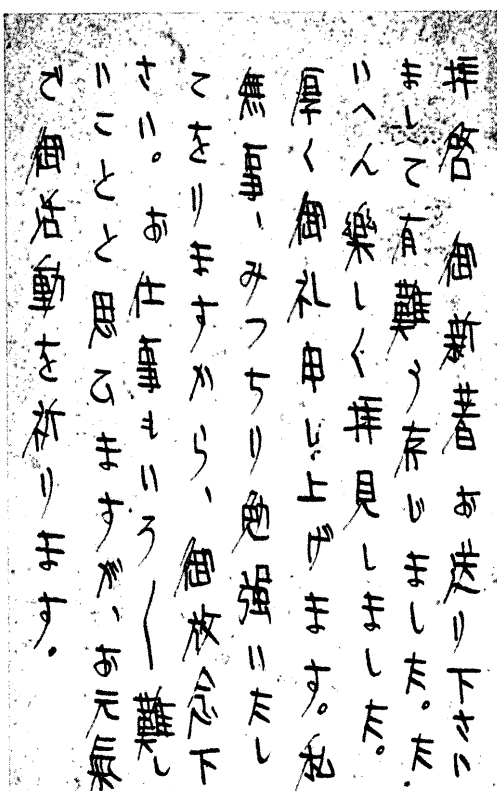 拝啓 御新着お送り下さい
まして有難う存じました。た
いへん樂しく拝見しました。
厚く御礼申し上げます。私
無事、みつちり勉強いたし
てをりますから、御放念下
さい。お仕事もいろ〱難し
いことと思ひますが、お元氣
で御活動を祈ります。